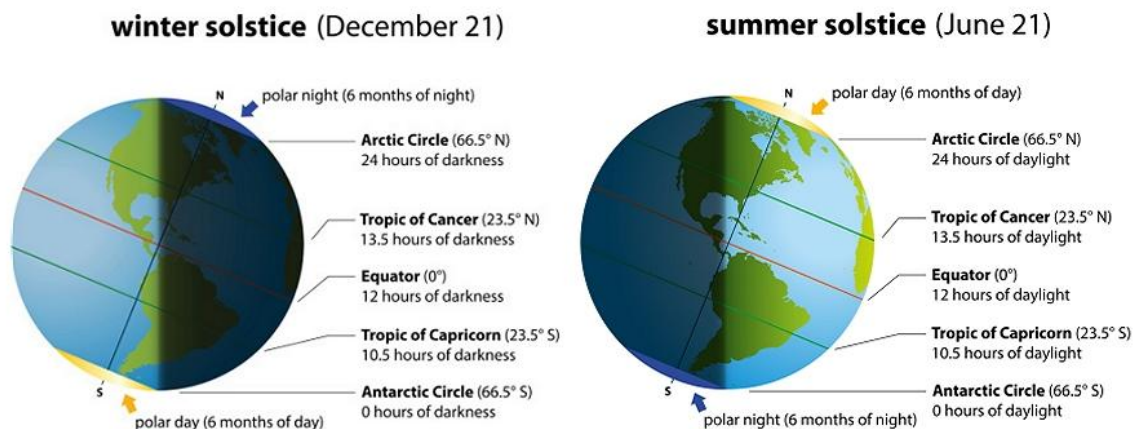 winter solstice (December 21)
N
polar night (6 months of night)
Arctic Circle (66.5° N)
24 hours of darkness
Tropic of Cancer (23.5° N)
13.5 hours of darkness
Equator (0°)
12 hours of darkness
Tropic of Capricorn (23.5° S)
10.5 hours of darkness
Antarctic Circle (66.5° S)
0 hours of darkness
S
polar day (6 months of day)
summer solstice (June 21)
N
polar day (6 months of day)
Arctic Circle (66.5° N)
24 hours of daylight
Tropic of Cancer (23.5° N)
13.5 hours of daylight
Equator (0°)
12 hours of daylight
Tropic of Capricorn (23.5° S)
10.5 hours of daylight
Antarctic Circle (66.5° S)
0 hours of daylight
S
polar night (6 months of night)